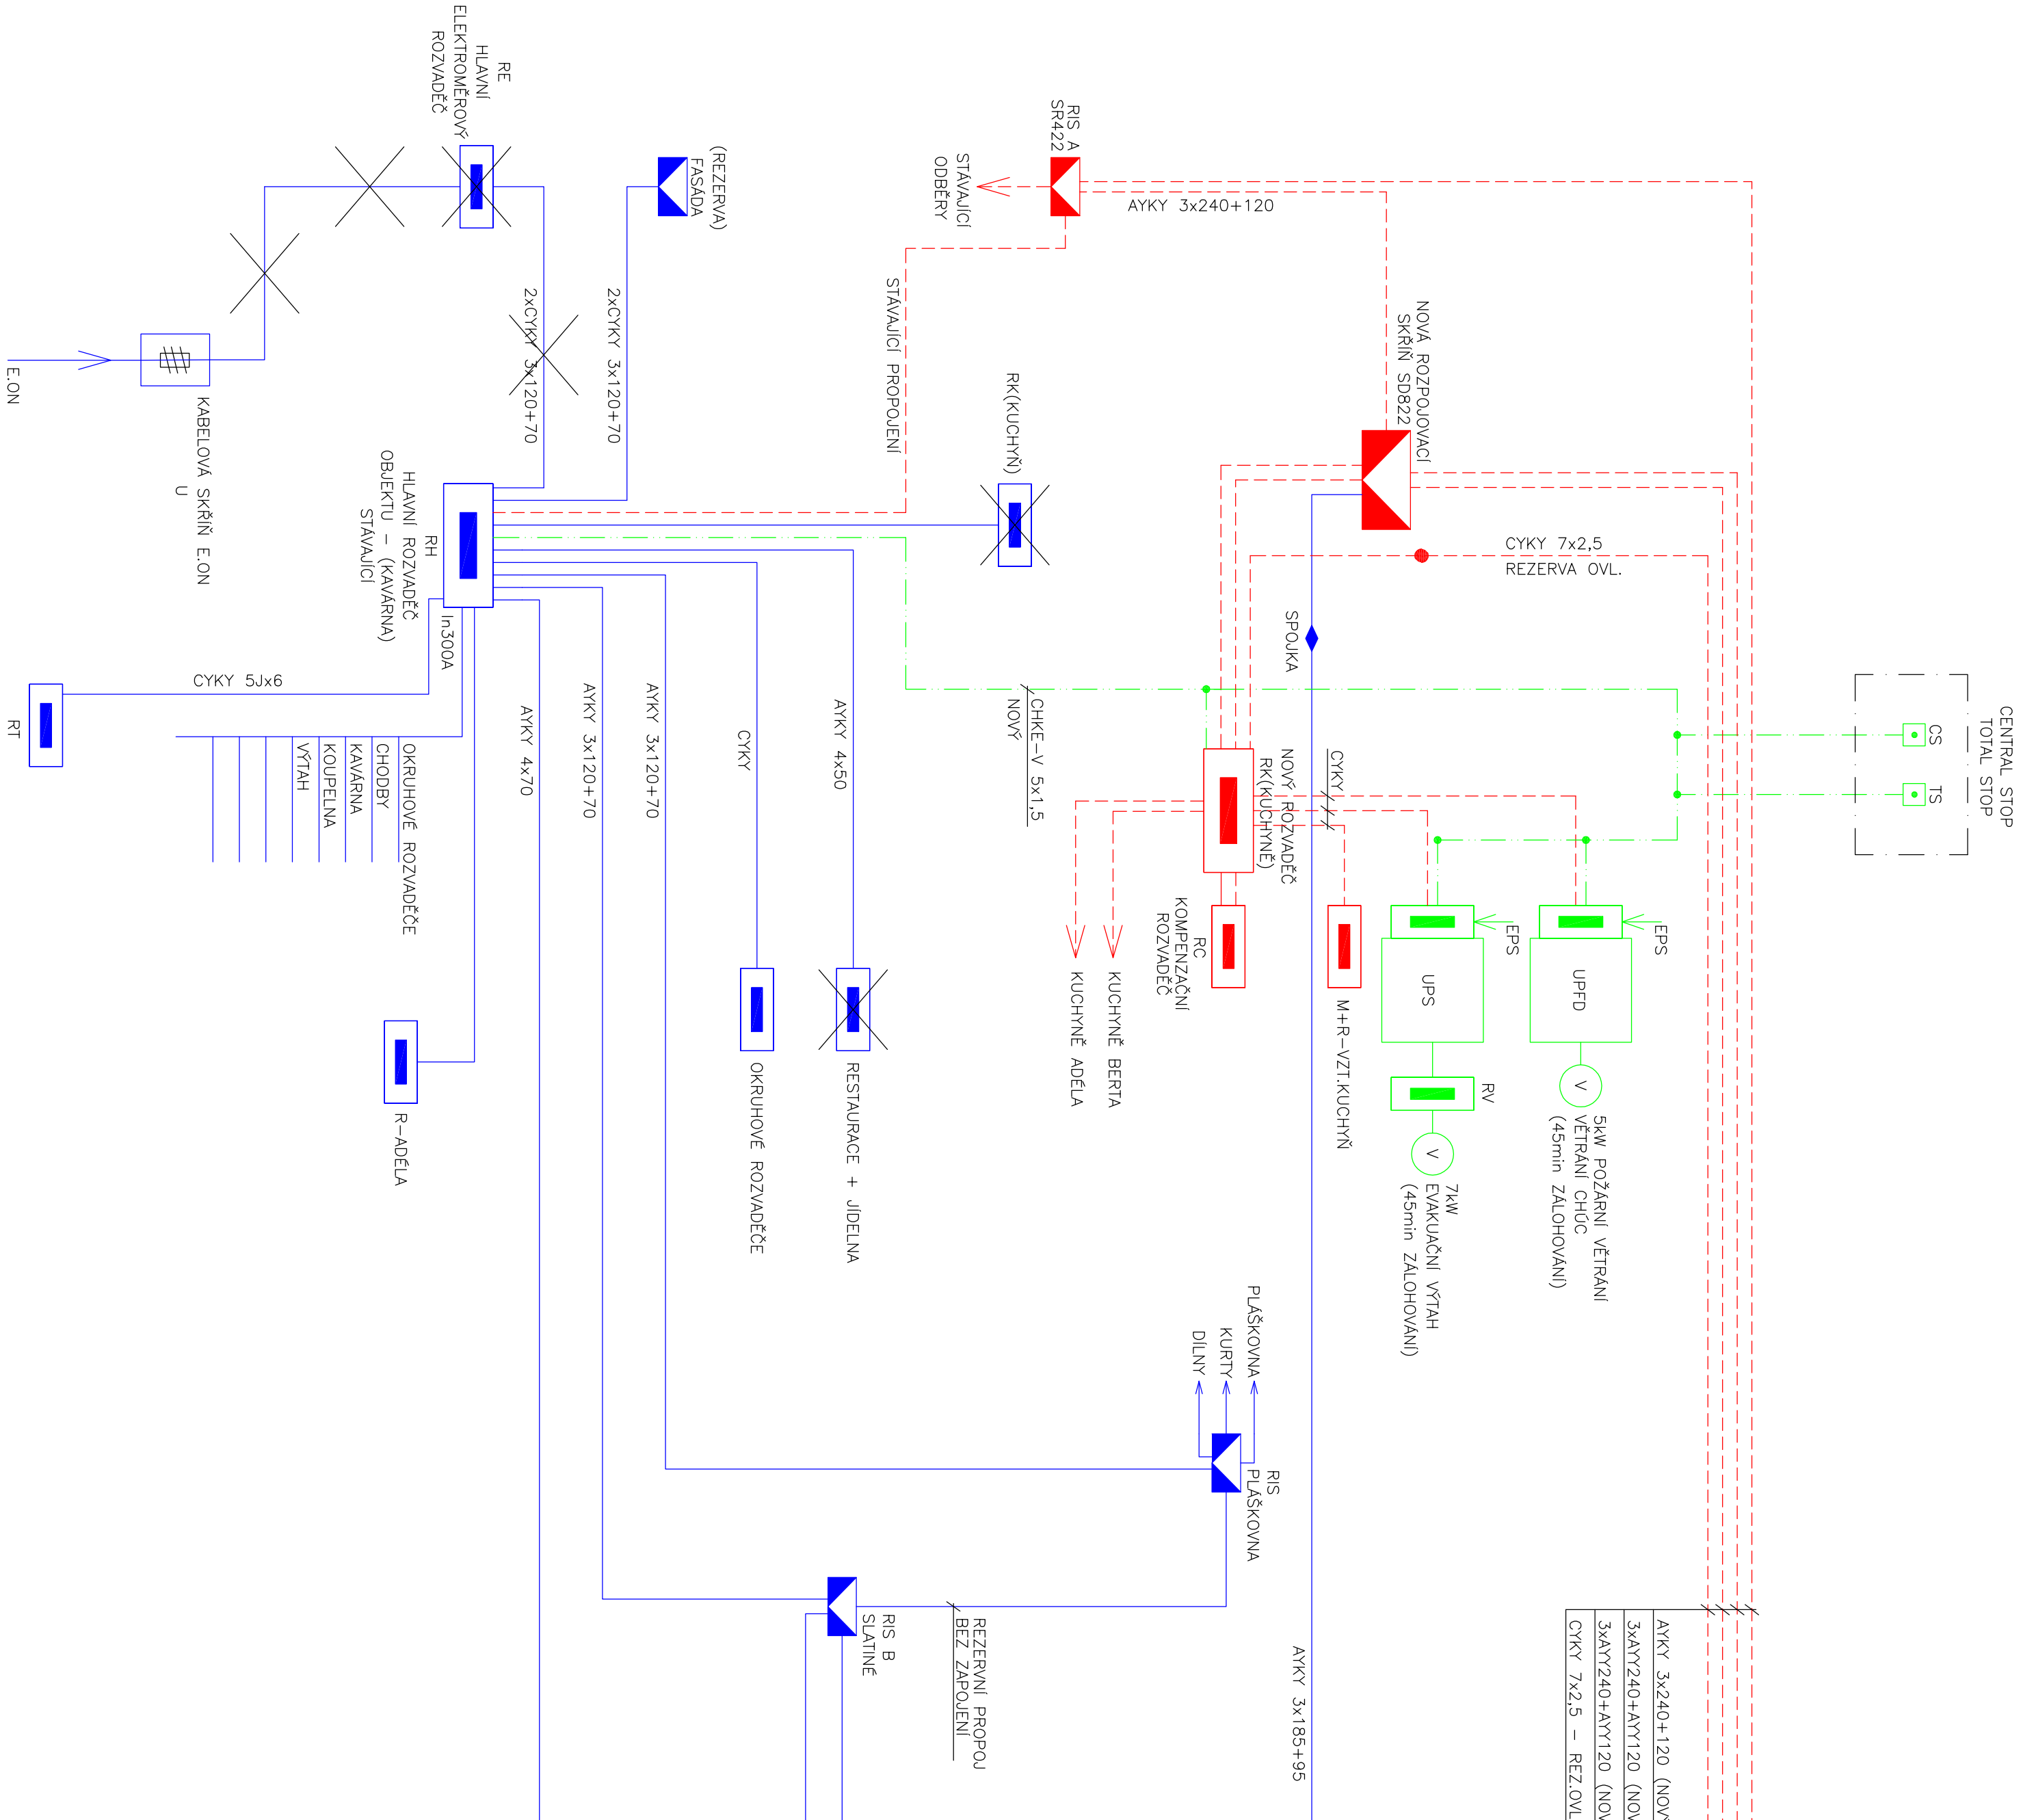 CENTRAL STOP
TOTAL STOP
CS
TS
RIS A
SR422
STÁVAJÍCÍ
ODBĚRY
AYKY 3x240+120
NOVÁ ROZPOJOVACÍ
SKŘÍŇ SD822
CYKY 7x2,5
REZERVA OVL.
SPOJKA
STÁVAJÍCÍ PROPOJENÍ
RK(KUCHYŇ)
CHKE-V 5x1,5
NOVÝ
CYKY
NOVÝ ROZVADĚČ
RK(KUCHYNĚ)
RC
KOMPENZAČNÍ
ROZVADĚČ
KUCHYNĚ BERTA
KUCHYNĚ ADÉLA
M+R-VZT.KUCHYŇ
EPS
EPS
UPFD
UPS
V
5kW POŽÁRNÍ VĚTRÁNÍ
VĚTRÁNÍ CHÚC
(45min ZÁLOHOVÁNÍ)
RV
V
7kW
EVAKUAČNÍ VÝTAH
(45min ZÁLOHOVÁNÍ)
RE
HLAVNÍ
ELEKTROMĚROVÝ
ROZVADĚČ
(REZERVA)
FASÁDA
2xCYKY 3x120+70
2xCYKY 3x120+70
E.ON
KABELOVÁ SKŘÍŇ E.ON
U
RH
HLAVNÍ ROZVADĚČ
OBJEKTU - (KAVÁRNA)
STÁVAJÍCÍ
In300A
CYKY 5Jx6
RT
OKRUHOVÉ ROZVADĚČE
CHODBY
KAVÁRNA
KOUPELNA
VÝTAH
R-ADÉLA
AYKY 4x70
AYKY 3x120+70
AYKY 3x120+70
CYKY
AYKY 4x50
OKRUHOVÉ ROZVADĚČE
RESTAURACE + JÍDELNA
PLÁŠKOVNA
KURTY
DÍLNY
RIS
PLÁŠKOVNA
RIS B
SLATINĚ
REZERVNÍ PROPOJ
BEZ ZAPOJENÍ
AYKY 3x185+95
AYKY 3x240+120 (NOV
3xAYY240+AYY120 (NOV
3xAYY240+AYY120 (NOV
CYKY 7x2,5 - REZ.OVL